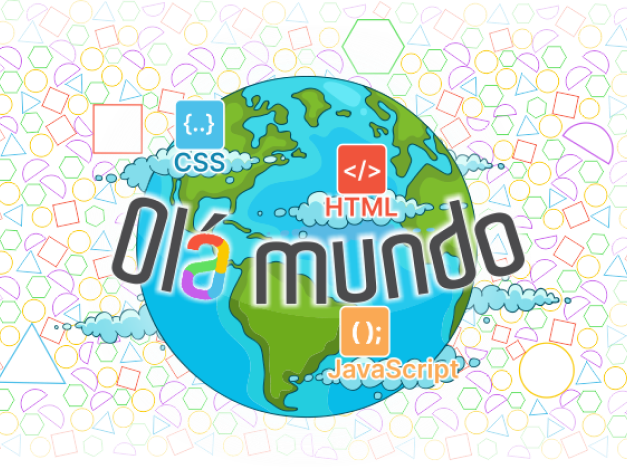 {..}
CSS
</>
HTML
Olá mundo
();
JavaScript